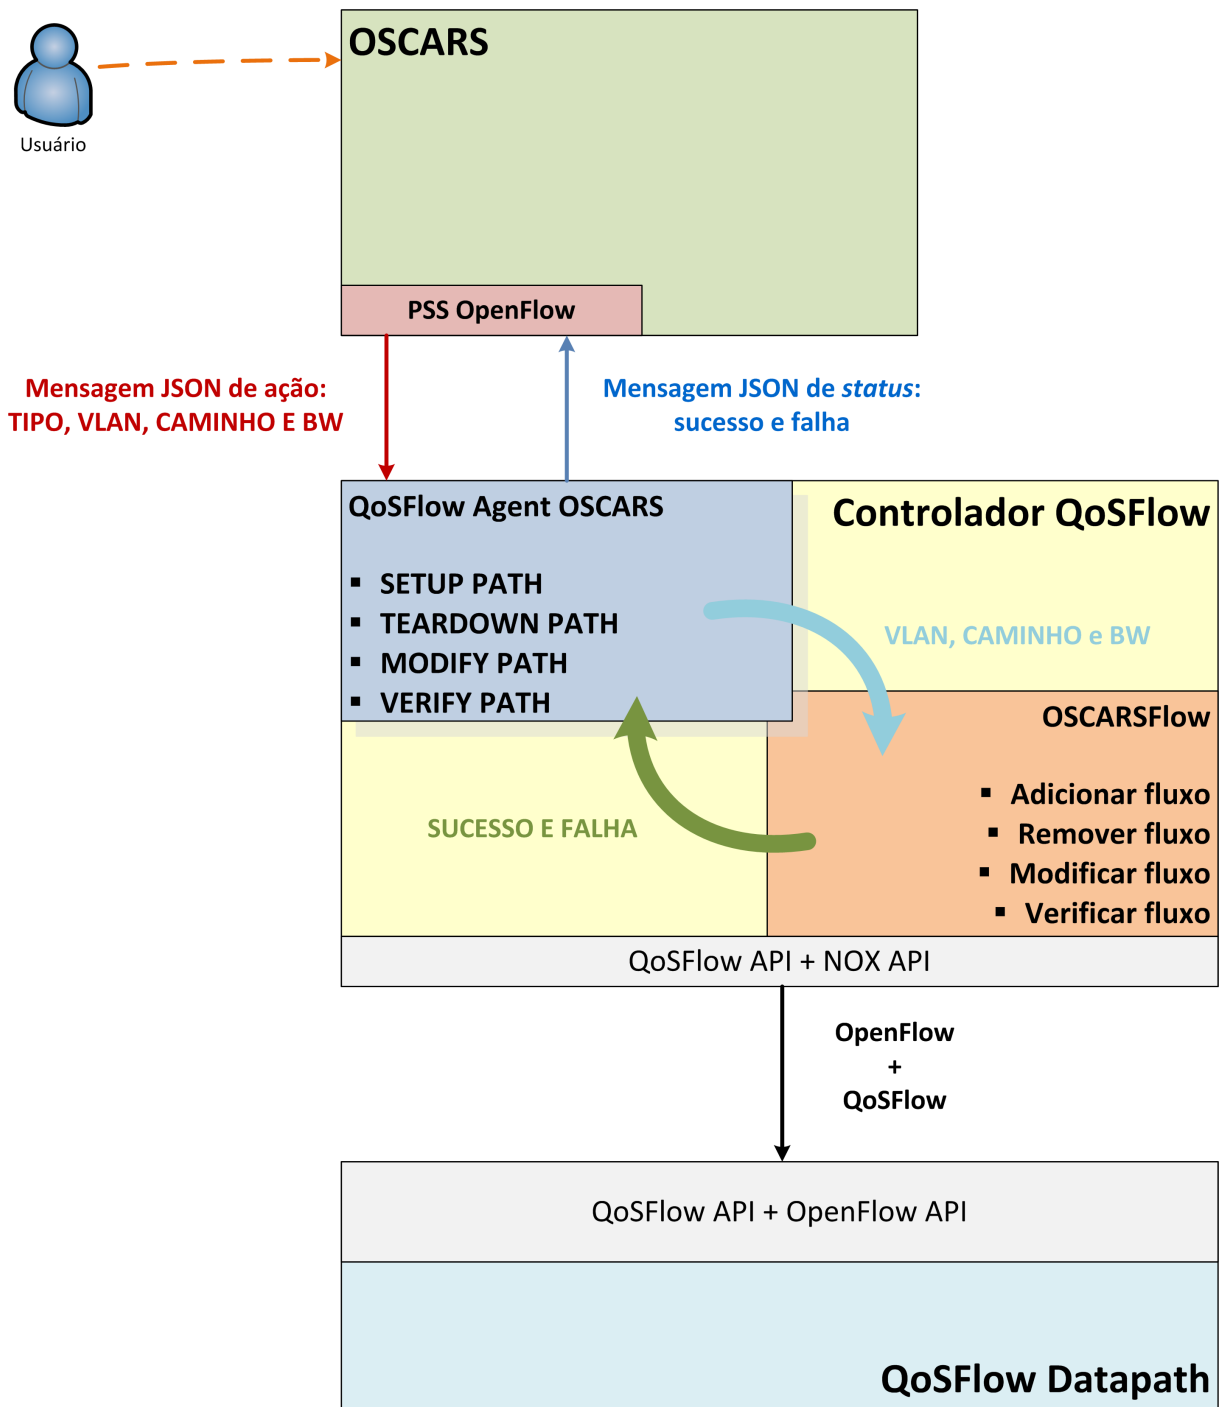 OSCARS
Usuário
PSS OpenFlow
Mensagem JSON de ação:
TIPO, VLAN, CAMINHO E BW
Mensagem JSON de status:
sucesso e falha
QoSFlow Agent OSCARS
▪ SETUP PATH
▪ TEARDOWN PATH
▪ MODIFY PATH
▪ VERIFY PATH
Controlador QoSFlow
VLAN, CAMINHO e BW
OSCARSFlow
▪ Adicionar fluxo
▪ Remover fluxo
▪ Modificar fluxo
▪ Verificar fluxo
SUCESSO E FALHA
QoSFlow API + NOX API
OpenFlow
+
QoSFlow
QoSFlow API + OpenFlow API
QoSFlow Datapath